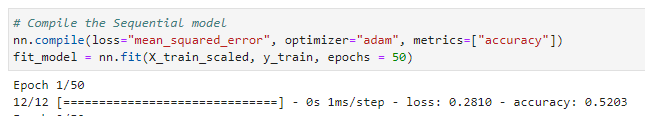 # Compile the Sequential model
nn.compile(loss="mean_squared_error", optimizer="adam", metrics=["accuracy"])
fit_model = nn.fit(X_train_scaled, y_train, epochs = 50)
Epoch 1/50
12/12 [==============================] - 0s 1ms/step - loss: 0.2810 - accuracy: 0.5203